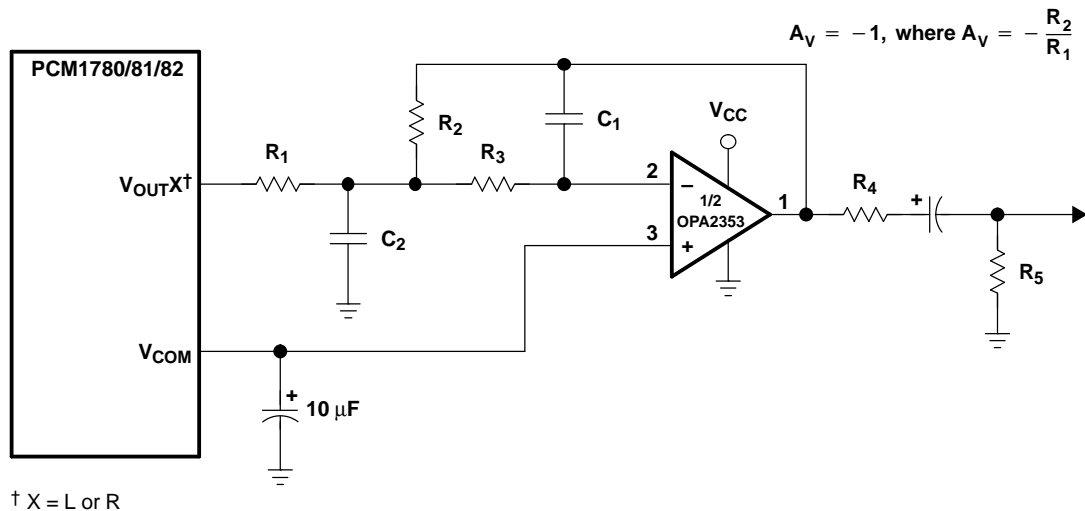 A_V = −1, where A_V = − R_2 / R_1
PCM1780/81/82
V_CC
R_2
C_1
R_1
R_3
V_OUTX†
2
−
1/2
OPA2353
1
R_4
+
3
+
C_2
R_5
V_COM
+
10 μF
† X = L or R